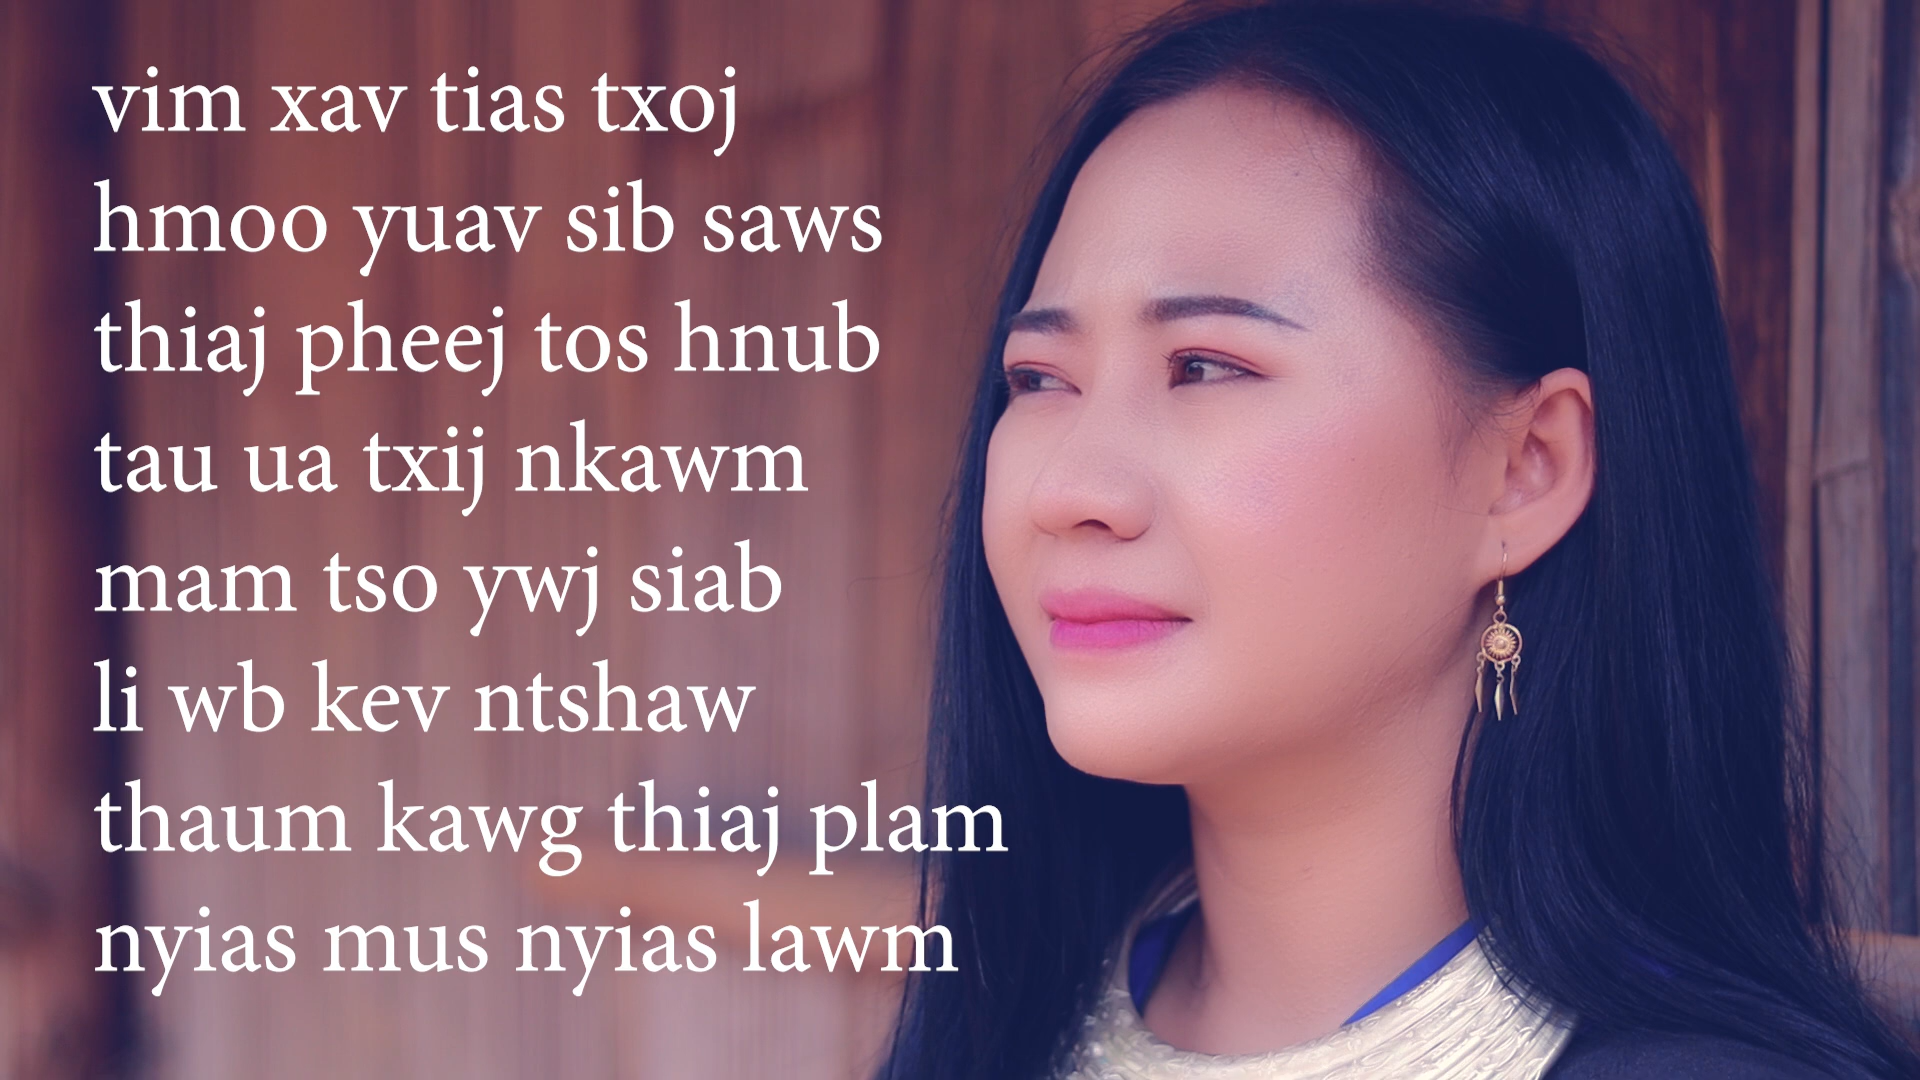 vim xav tias txoj
hmoo yuav sib saws
thiaj pheej tos hnub
tau ua txij nkawm
mam tso ywj siab
li wb kev ntshaw
thaum kawg thiaj plam
nyias mus nyias lawm